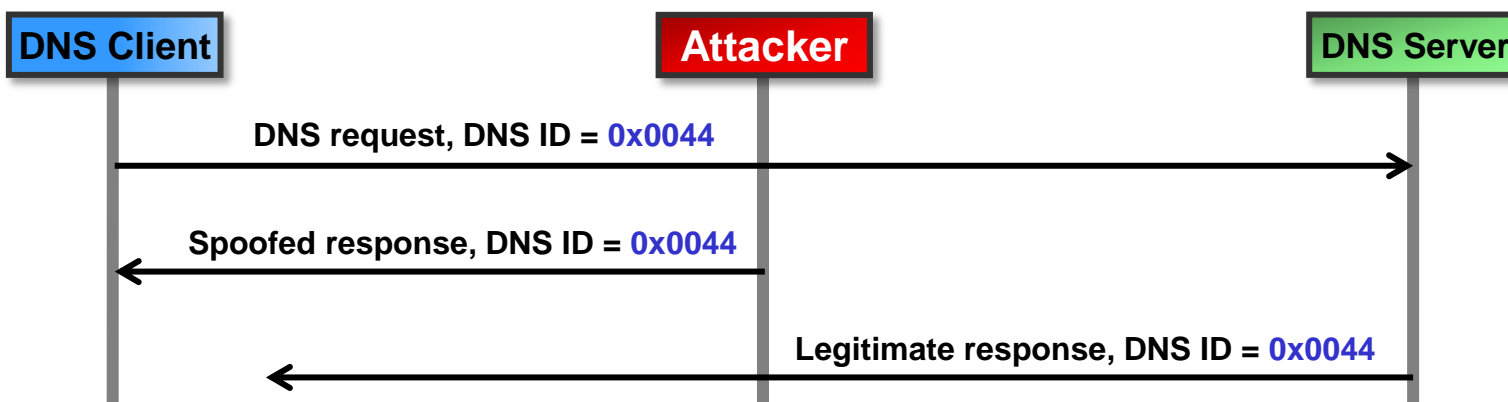 DNS Client
Attacker
DNS Server
DNS request, DNS ID = 0x0044
Spoofed response, DNS ID = 0x0044
Legitimate response, DNS ID = 0x0044